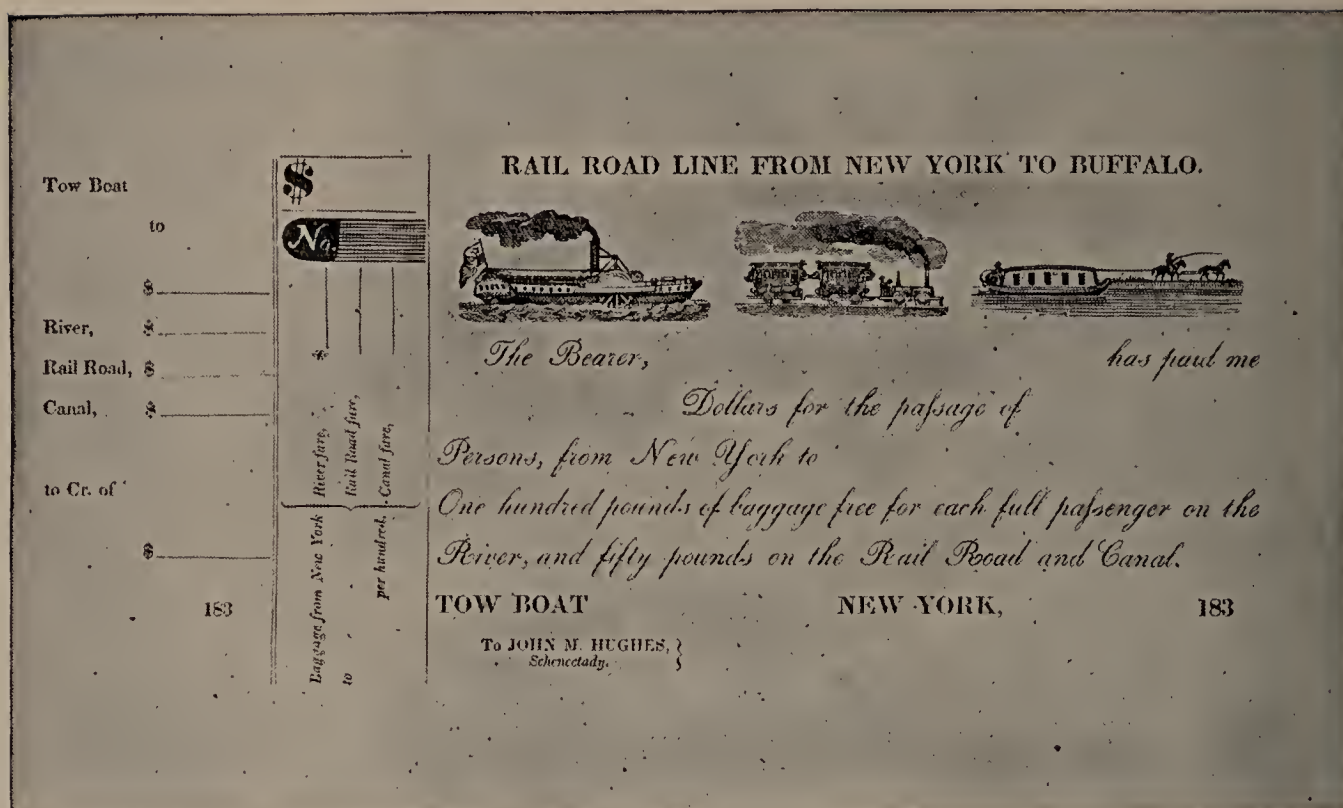 Tow Boat
to
$
River, $
Rail Road, $
Canal, $
to Cr. of
$
183
$
No.
$
River fare,
Rail Road fare,
Canal fare,
Baggage from New York
to
per hundred.
RAIL ROAD LINE FROM NEW YORK TO BUFFALO.
The Bearer, has paid me
Dollars for the passage of
Persons, from New York to
One hundred pounds of baggage free for each full passenger on the
River, and fifty pounds on the Rail Road and Canal.
TOW BOAT NEW YORK, 183
To JOHN M. HUGHES,
Schenectady.